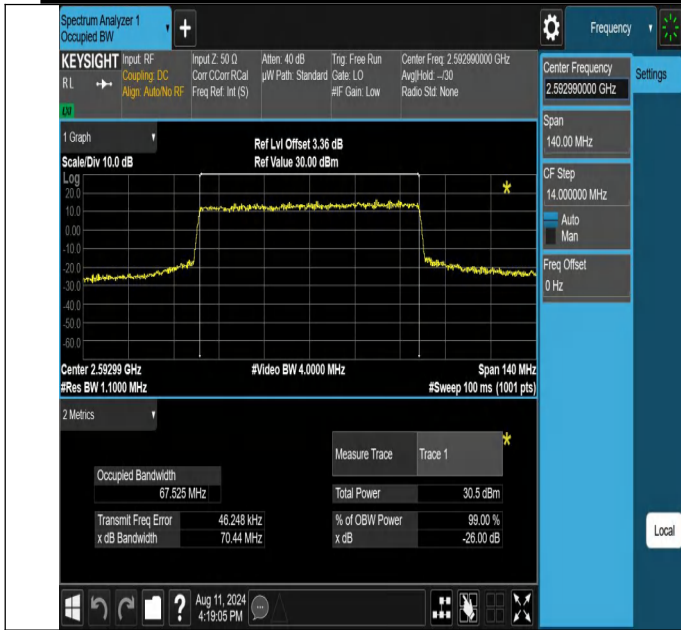 Spectrum Analyzer 1
Occupied BW
+
Frequency
KEYSIGHT
RL
LXI
Input: RF
Coupling: DC
Align: Auto/No RF
Input Z: 50 Ω
Corr CCorr RCal
Freq Ref: Int (S)
Atten: 40 dB
µW Path: Standard
Trig: Free Run
Gate: LO
#IF Gain: Low
Center Freq: 2.592990000 GHz
Avg|Hold: --/30
Radio Std: None
1 Graph
Scale/Div 10.0 dB
Ref Lvl Offset 3.36 dB
Ref Value 30.00 dBm
Log
20.0
10.0
0.00
-10.0
-20.0
-30.0
-40.0
-50.0
-60.0
*
Center 2.59299 GHz
#Res BW 1.1000 MHz
#Video BW 4.0000 MHz
Span 140 MHz
#Sweep 100 ms (1001 pts)
2 Metrics
*
Measure Trace Trace 1
Occupied Bandwidth
67.525 MHz
Total Power 30.5 dBm
Transmit Freq Error 46.248 kHz
% of OBW Power 99.00 %
x dB Bandwidth 70.44 MHz
x dB -26.00 dB
?
Aug 11, 2024
4:19:05 PM
Center Frequency
2.592990000 GHz
Settings
Span
140.00 MHz
CF Step
14.000000 MHz
Auto
Man
Freq Offset
0 Hz
Local